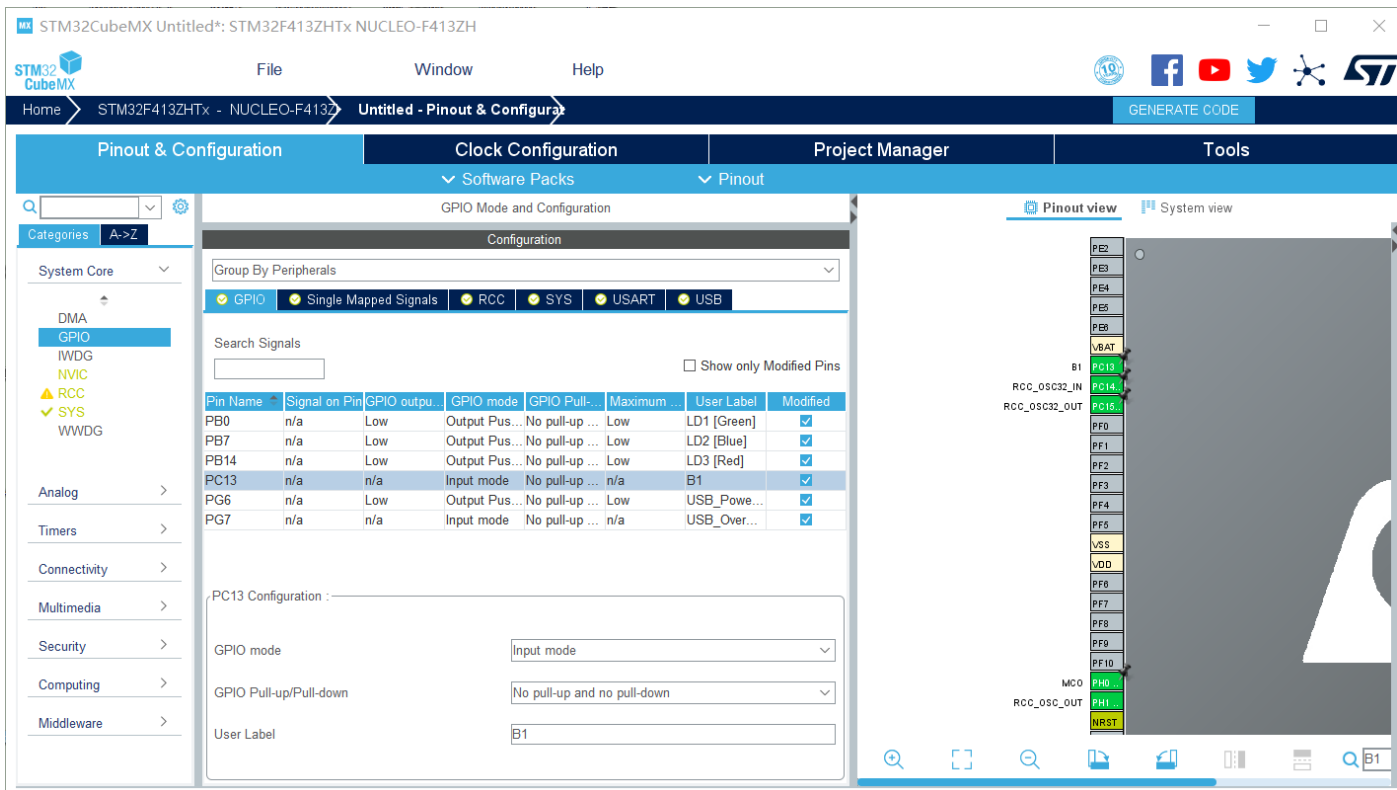 MX STM32CubeMX Untitled*: STM32F413ZHTx NUCLEO-F413ZH
STM32 CubeMX
File Window Help
10
Home STM32F413ZHTx - NUCLEO-F413Z Untitled - Pinout & Configurat GENERATE CODE
Pinout & Configuration Clock Configuration Project Manager Tools
Software Packs Pinout
Categories A->Z
System Core
DMA
GPIO
IWDG
NVIC
RCC
SYS
WWDG
Analog
Timers
Connectivity
Multimedia
Security
Computing
Middleware
GPIO Mode and Configuration
Configuration
Group By Peripherals
GPIO Single Mapped Signals RCC SYS USART USB
Search Signals
Show only Modified Pins
Pin Name Signal on Pin GPIO outpu... GPIO mode GPIO Pull-... Maximum ... User Label Modified
PB0 n/a Low Output Pus... No pull-up ... Low LD1 [Green]
PB7 n/a Low Output Pus... No pull-up ... Low LD2 [Blue]
PB14 n/a Low Output Pus... No pull-up ... Low LD3 [Red]
PC13 n/a n/a Input mode No pull-up ... n/a B1
PG6 n/a Low Output Pus... No pull-up ... Low USB_Powe...
PG7 n/a n/a Input mode No pull-up ... n/a USB_Over...
PC13 Configuration :
GPIO mode Input mode
GPIO Pull-up/Pull-down No pull-up and no pull-down
User Label B1
Pinout view System view
PE2
PE3
PE4
PE5
PE6
VBAT
B1 PC13
RCC_OSC32_IN PC14..
RCC_OSC32_OUT PC15..
PF0
PF1
PF2
PF3
PF4
PF5
VSS
VDD
PF6
PF7
PF8
PF9
PF10
MCO PH0 ..
RCC_OSC_OUT PH1 ..
NRST
B1